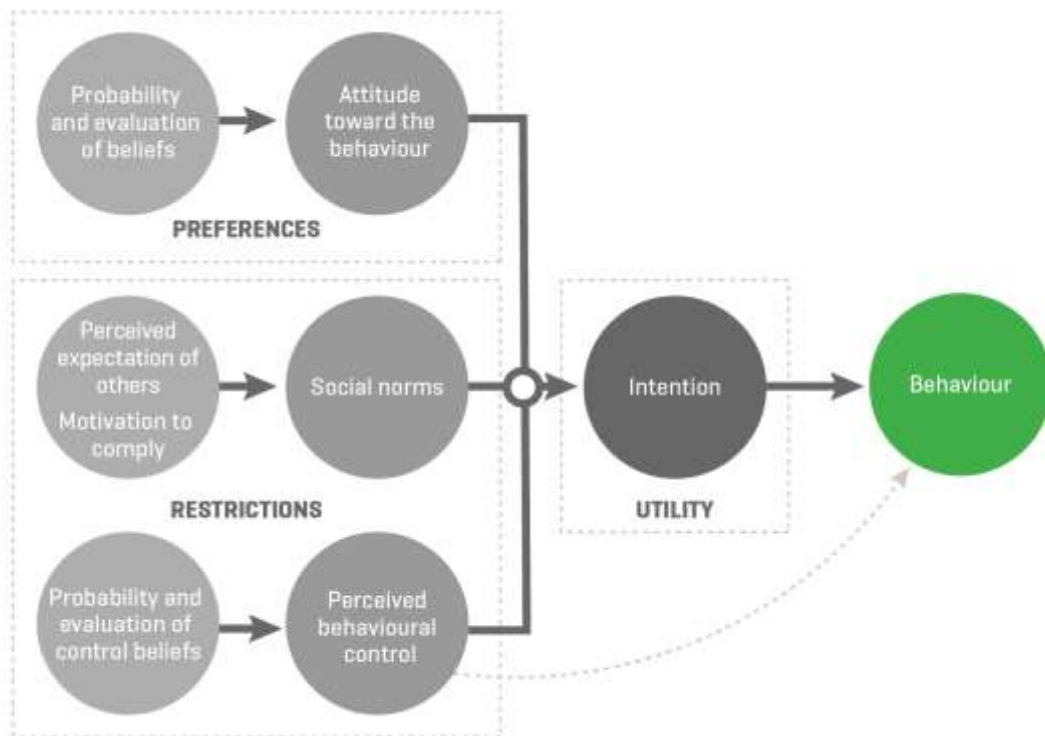 Probability
and evaluation
of beliefs
Attitude
toward the
behaviour
PREFERENCES
Perceived
expectation of
others
Motivation to
comply
Social norms
Intention
Behaviour
RESTRICTIONS
UTILITY
Probability and
evaluation of
control beliefs
Perceived
behavioural
control